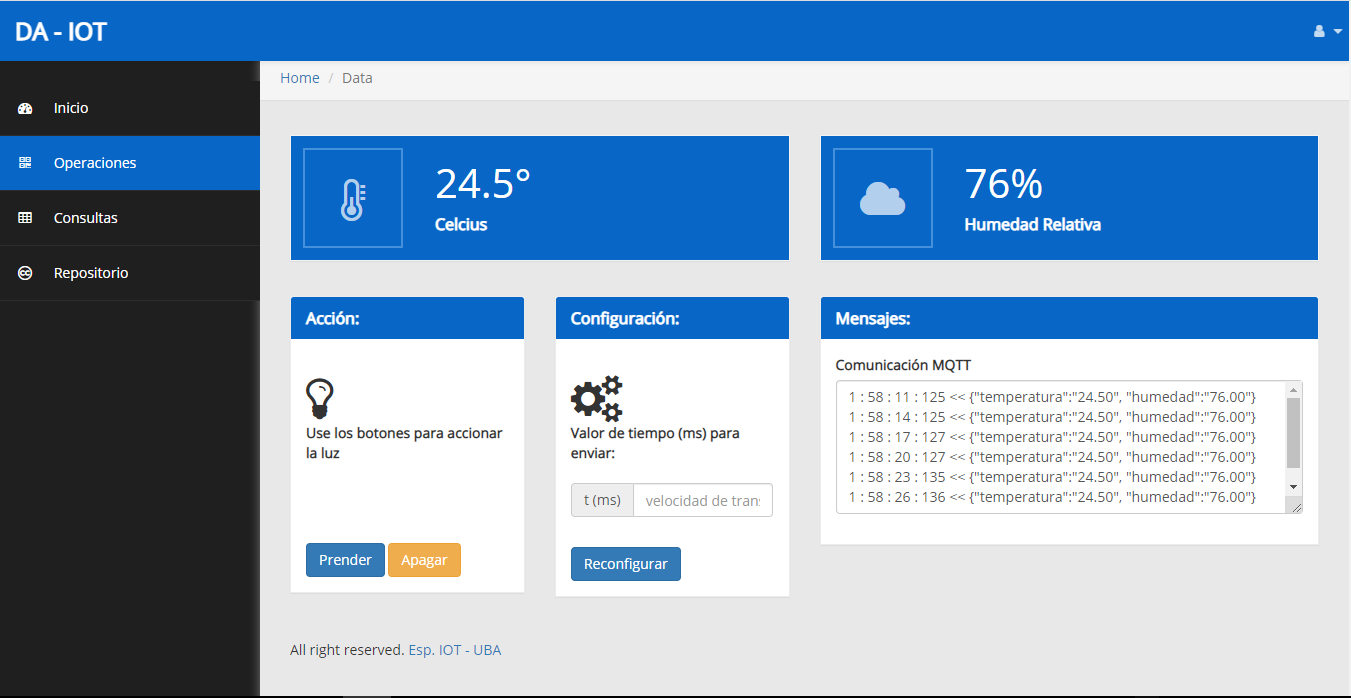 DA - IOT
Home / Data
Inicio
Operaciones
Consultas
Repositorio
24.5°
Celcius
76%
Humedad Relativa
Acción:
Use los botones para accionar
la luz
Prender Apagar
Configuración:
Valor de tiempo (ms) para
enviar:
t (ms) velocidad de trans
Reconfigurar
Mensajes:
Comunicación MQTT
1 : 58 : 11 : 125 << {"temperatura":"24.50", "humedad":"76.00"}
1 : 58 : 14 : 125 << {"temperatura":"24.50", "humedad":"76.00"}
1 : 58 : 17 : 127 << {"temperatura":"24.50", "humedad":"76.00"}
1 : 58 : 20 : 127 << {"temperatura":"24.50", "humedad":"76.00"}
1 : 58 : 23 : 135 << {"temperatura":"24.50", "humedad":"76.00"}
1 : 58 : 26 : 136 << {"temperatura":"24.50", "humedad":"76.00"}
All right reserved. Esp. IOT - UBA